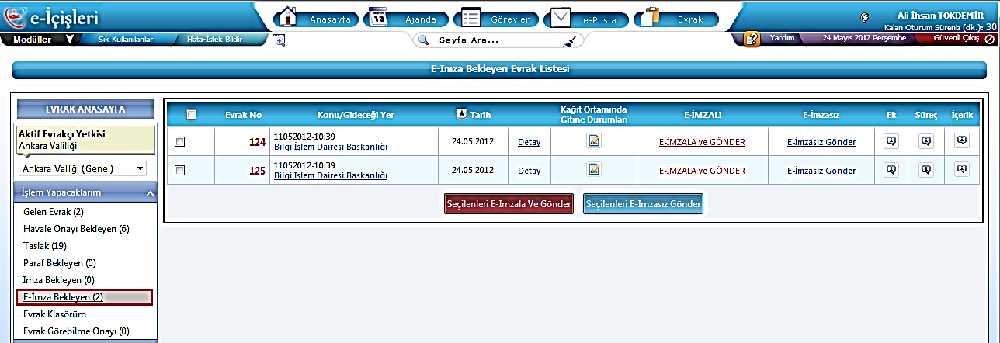 e-İçişleri
Anasayfa
Ajanda
Görevler
e-Posta
Evrak
Ali İhsan TOKDEMİR
Kalan Oturum Süreniz (dk.): 30
Modüller
Sık Kullanılanlar
Hata-İstek Bildir
-Sayfa Ara...
Yardım
24 Mayıs 2012 Perşembe
Güvenli Çıkış
E-İmza Bekleyen Evrak Listesi
EVRAK ANASAYFA
Aktif Evrakçı Yetkisi
Ankara Valiliği
Ankara Valiliği (Genel)
İşlem Yapacaklarım
Gelen Evrak (2)
Havale Onayı Bekleyen (6)
Taslak (19)
Paraf Bekleyen (0)
İmza Bekleyen (0)
E-İmza Bekleyen (2)
Evrak Klasörüm
Evrak Görebilme Onayı (0)
Evrak No Konu/Gideceği Yer Tarih Kağıt Ortamında Gitme Durumları E-İMZALI E-İmzasız Ek Süreç İçerik
124 11052012-10:39 24.05.2012 Detay E-İMZALA ve GÖNDER E-İmzasız Gönder
Bilgi İşlem Dairesi Baskanlığı
125 11052012-10:39 24.05.2012 Detay E-İMZALA ve GÖNDER E-İmzasız Gönder
Bilgi İşlem Dairesi Baskanlığı
Seçilenleri E-İmzala Ve Gönder
Seçilenleri E-İmzasız Gönder